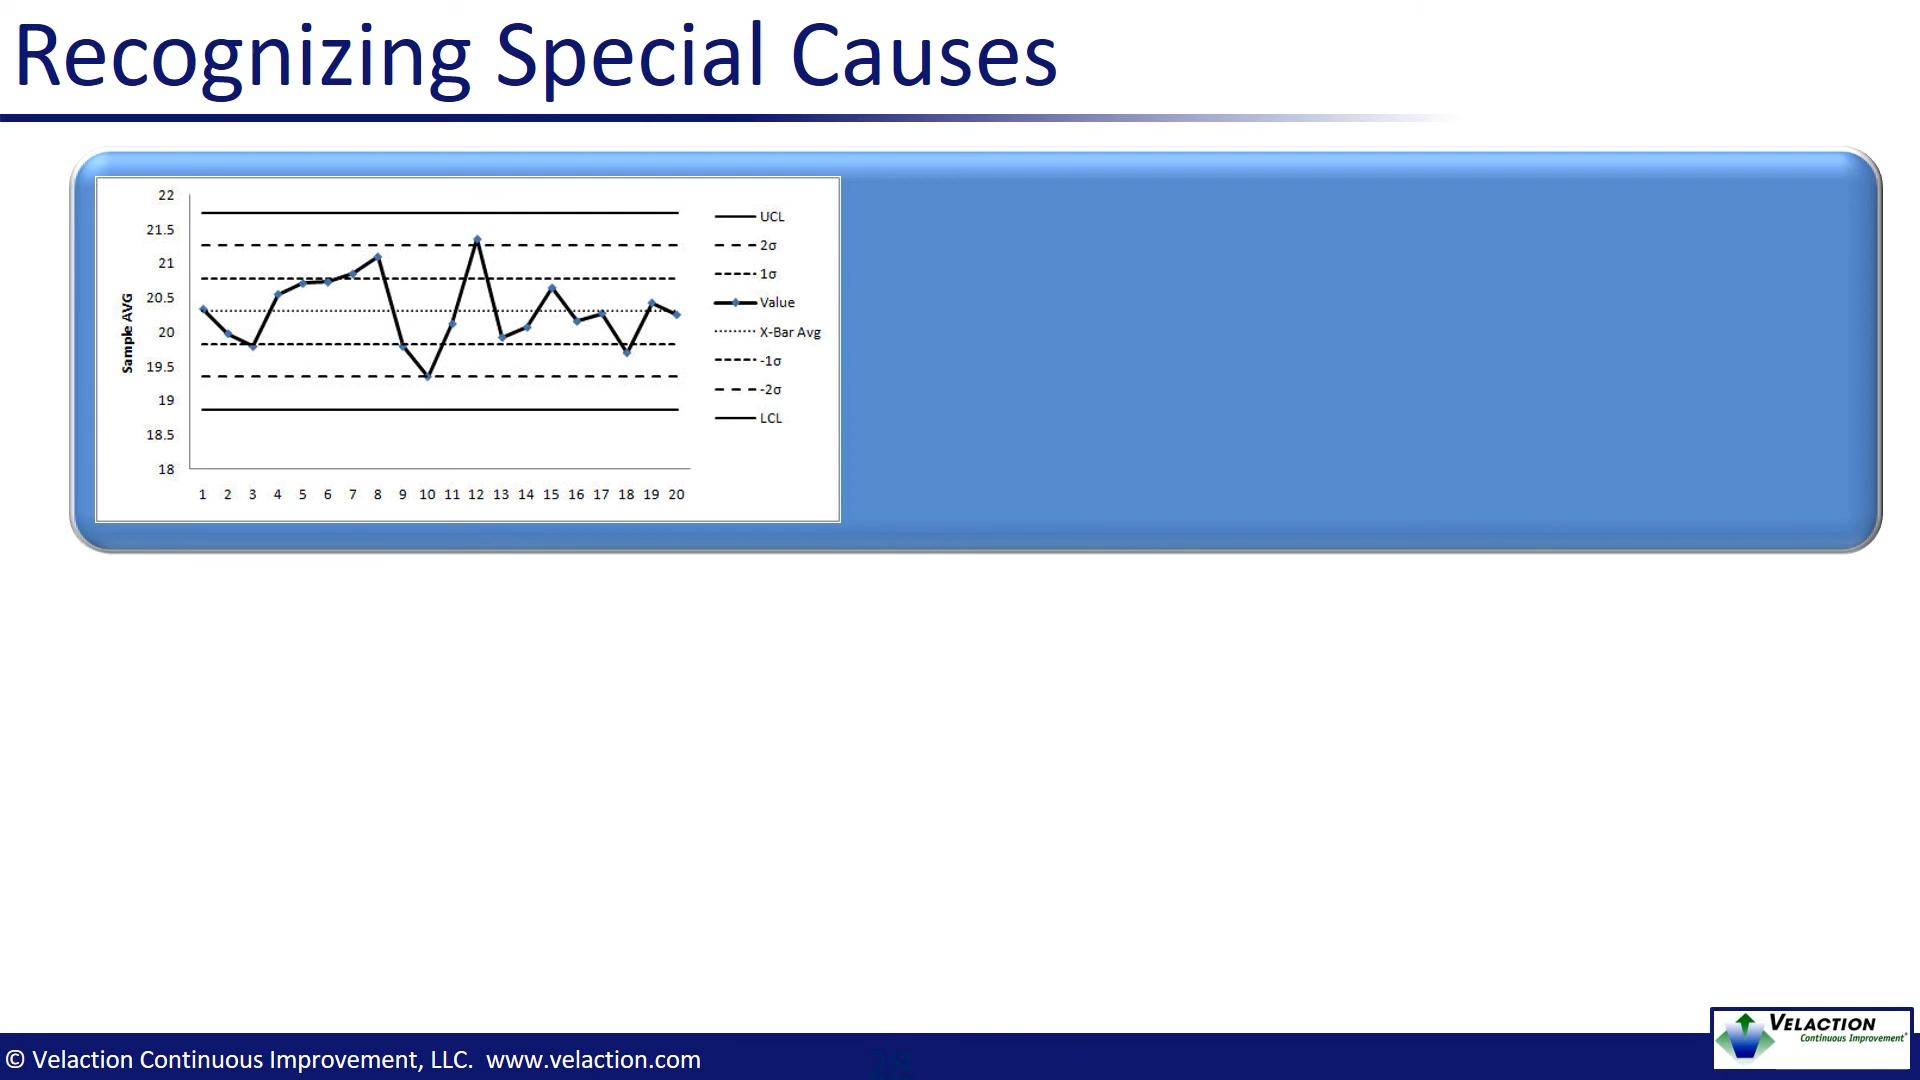 Recognizing Special Causes
22
21.5
21
20.5
20
19.5
19
18.5
18
Sample AVG
1 2 3 4 5 6 7 8 9 10 11 12 13 14 15 16 17 18 19 20
UCL
2σ
1σ
Value
X-Bar Avg
-1σ
-2σ
LCL
© Velaction Continuous Improvement, LLC. www.velaction.com
VELACTION
Continuous Improvement®